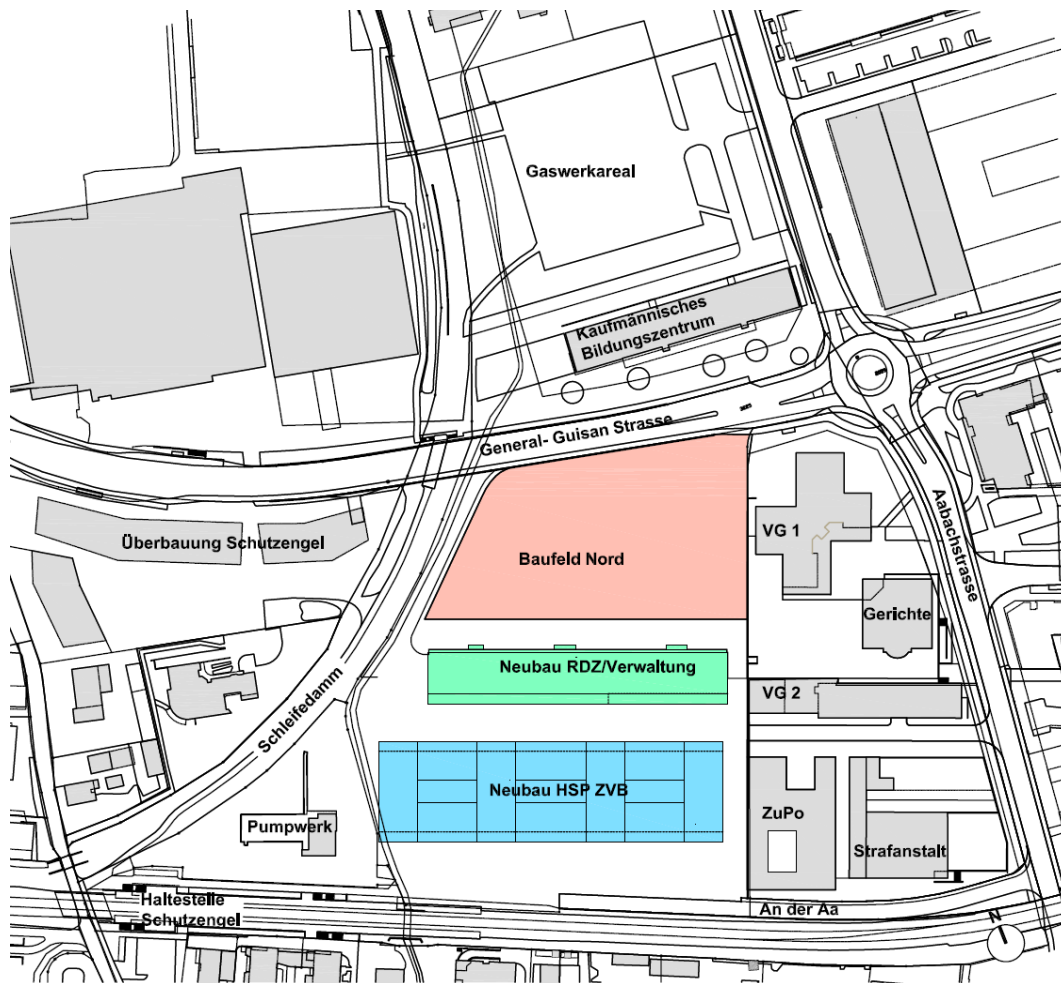 Gaswerkareal
Kaufmännisches
Bildungszentrum
General- Guisan Strasse
Aabachstrasse
Überbauung Schutzengel
Baufeld Nord
VG 1
Gerichte
Neubau RDZ/Verwaltung
VG 2
Schleifedamm
Neubau HSP ZVB
Pumpwerk
ZuPo
Strafanstalt
Haltestelle
Schutzengel
An der Aa
N